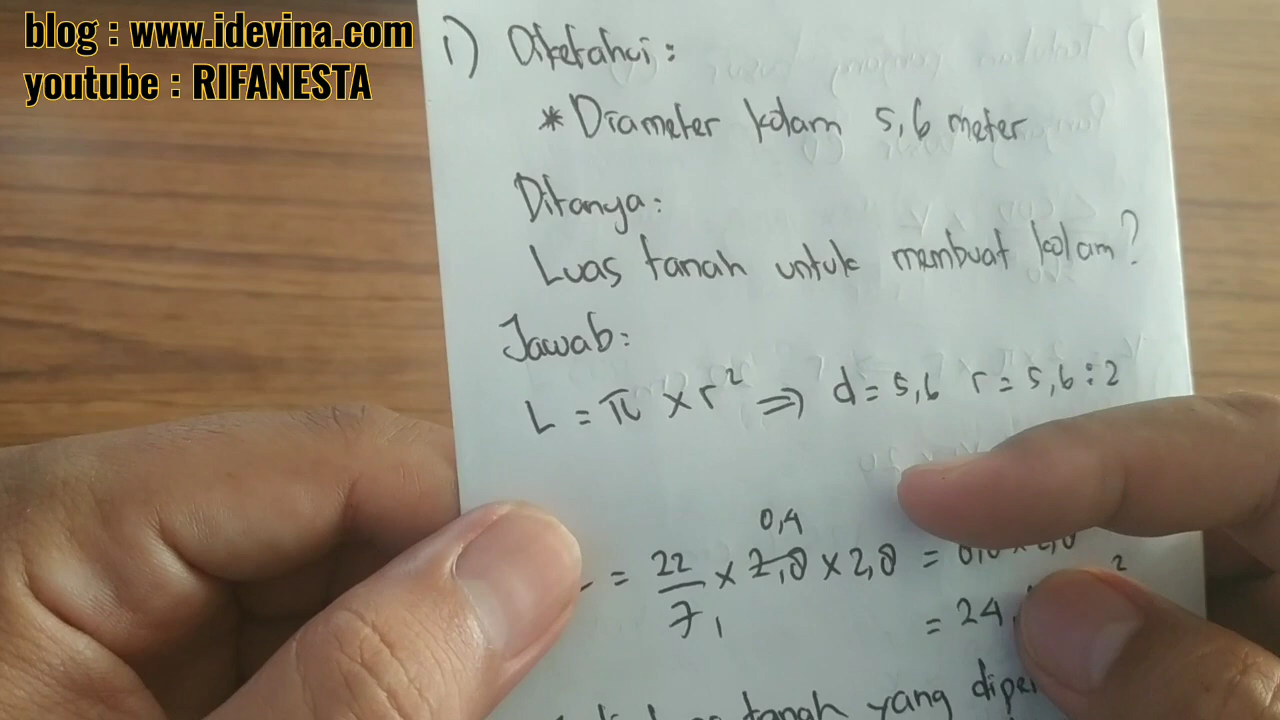 blog : www.idevina.com
youtube : RIFANESTA
1) Diketahui:
* Diameter kolam 5,6 meter
Ditanya:
Luas tanah untuk membuat kolam?
Jawab:
L = π × r² ⇒ d = 5,6 r = 5,6 : 2
0,4
= 22/7 × 2,8 × 2,8 =
1
= 24,
tanah yang